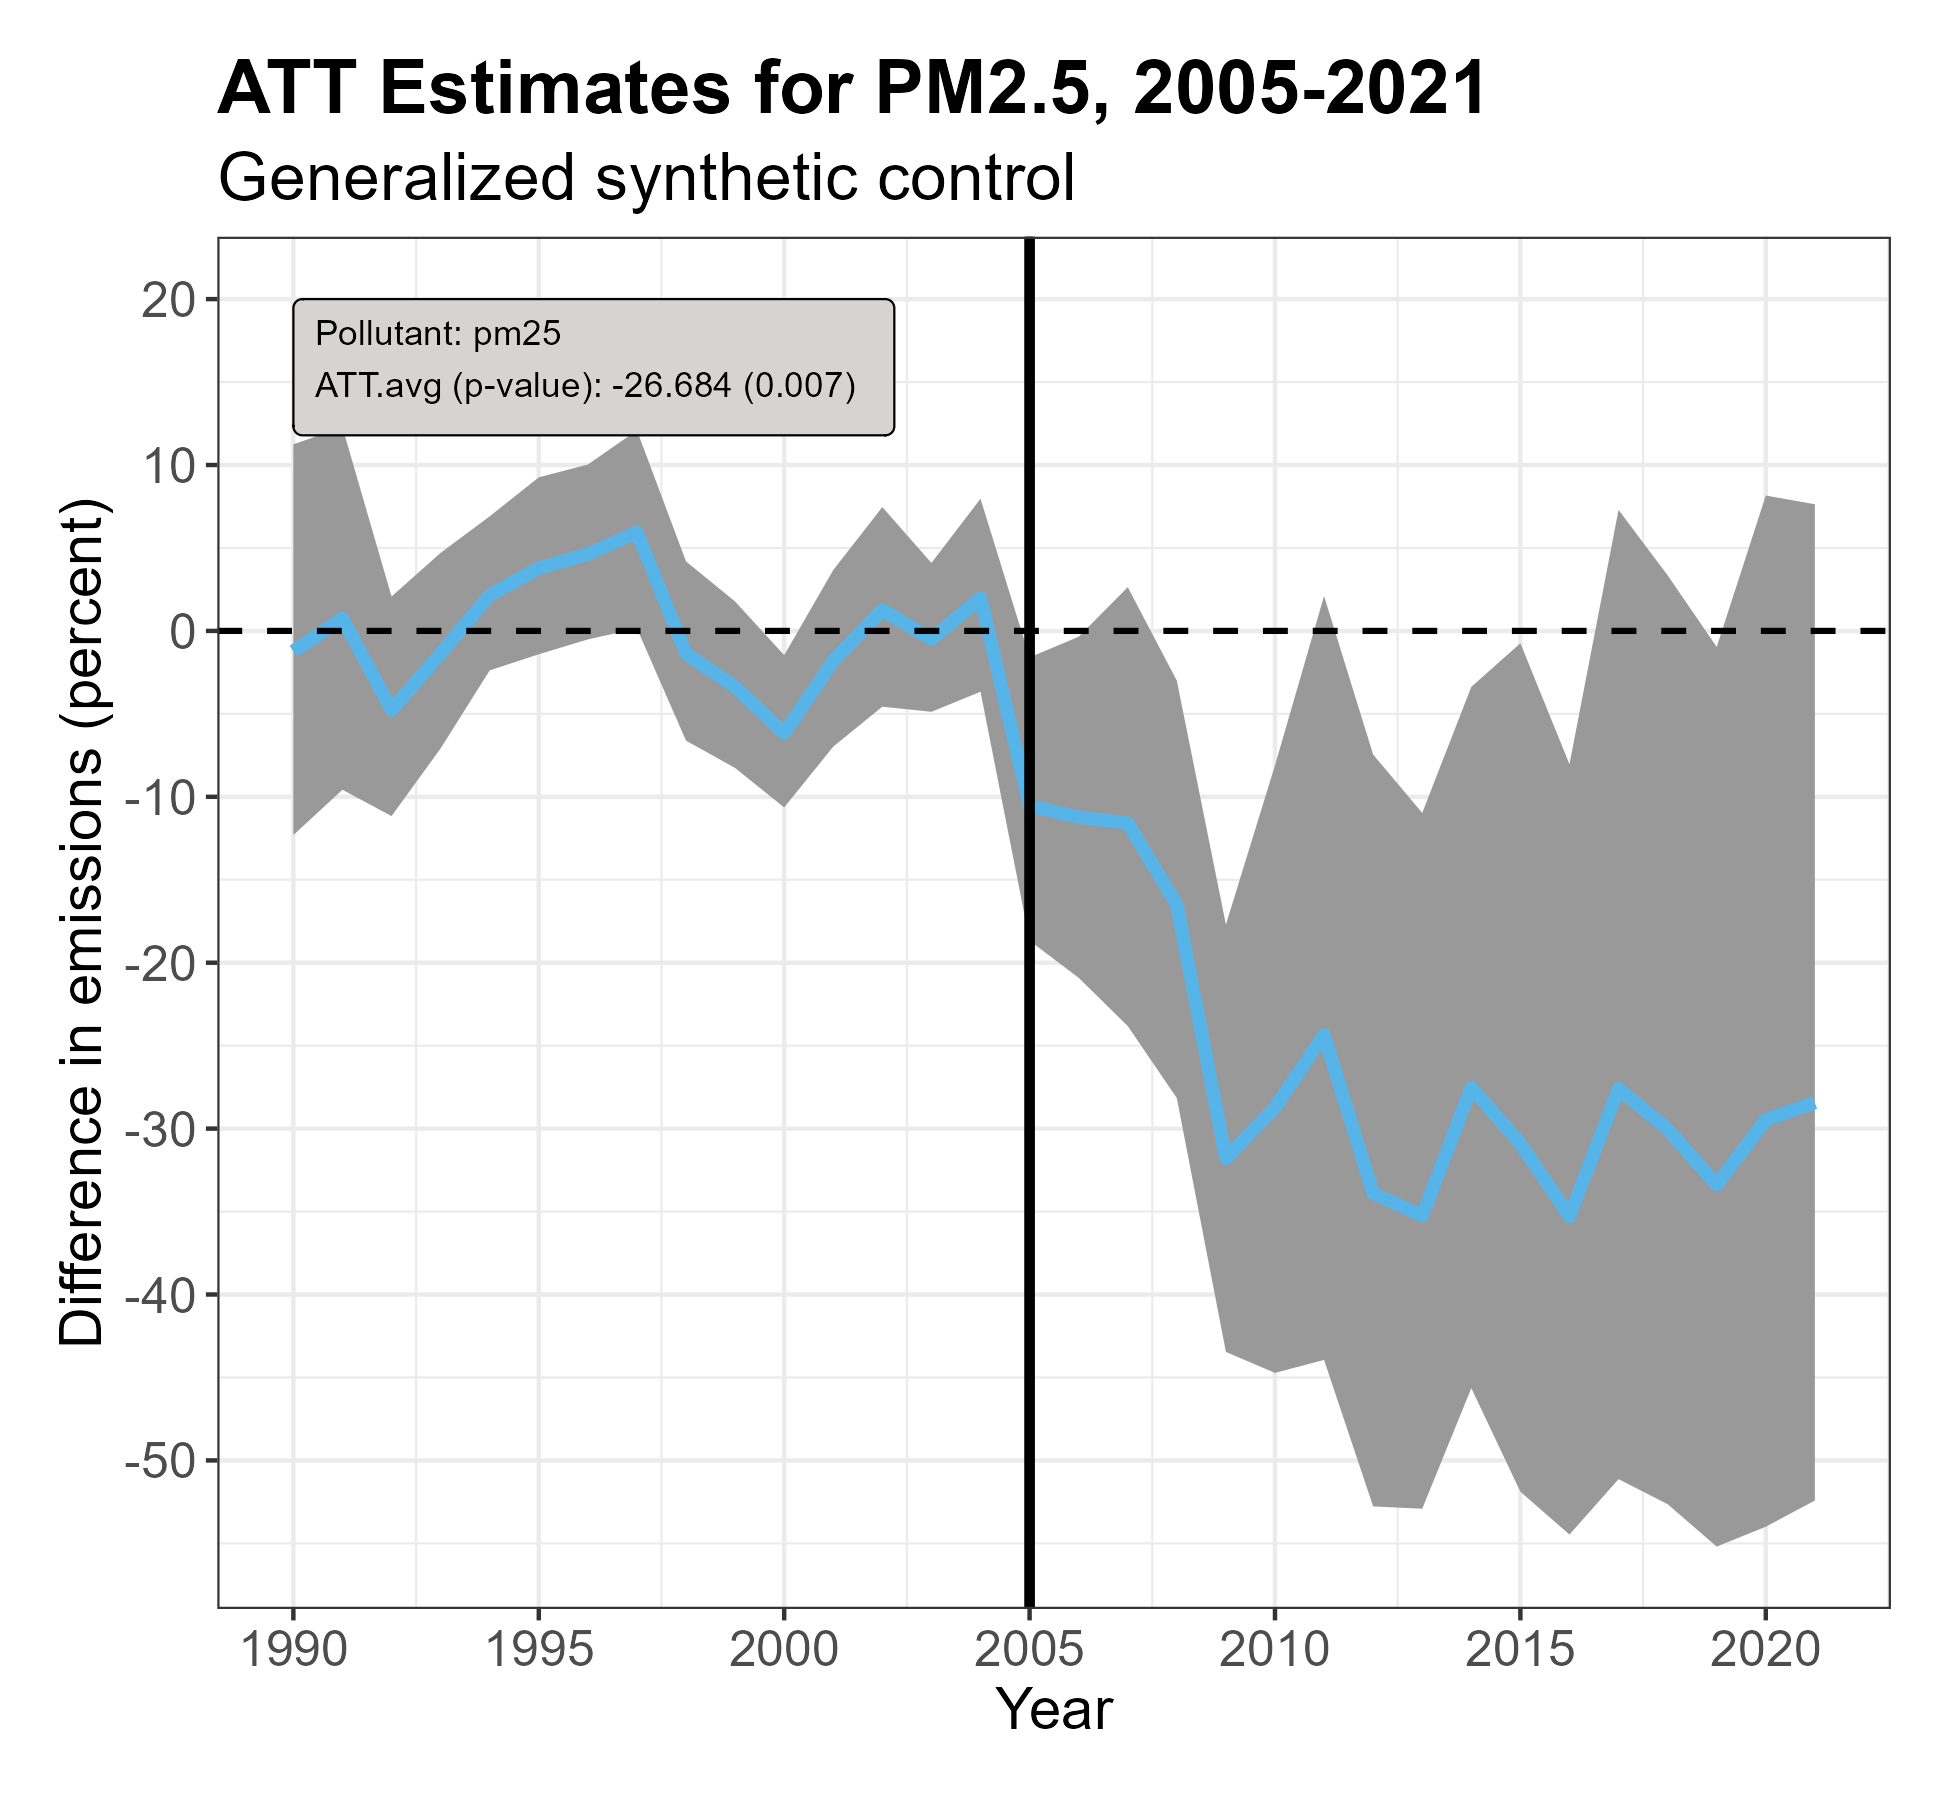 ATT Estimates for PM2.5, 2005-2021
Generalized synthetic control
Pollutant: pm25
ATT.avg (p-value): -26.684 (0.007)
Difference in emissions (percent)
20
10
0
-10
-20
-30
-40
-50
1990 1995 2000 2005 2010 2015 2020
Year